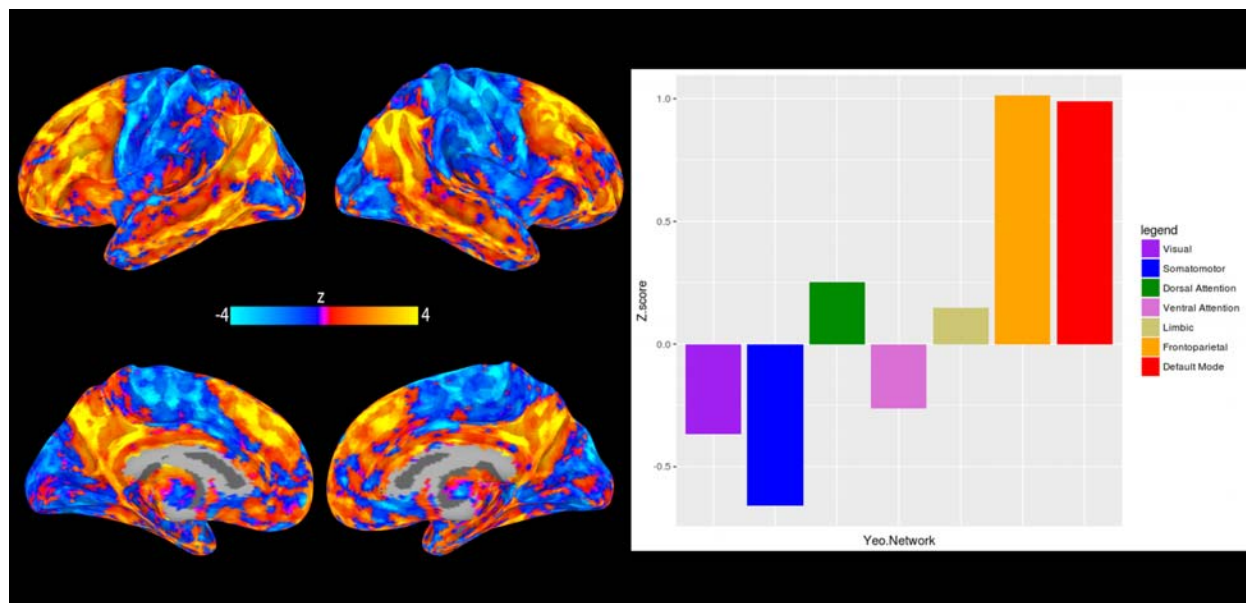 z
-4 4
1.0
0.5
0.0
-0.5
Z.score
Yeo.Network
legend
Visual
Somatomotor
Dorsal Attention
Ventral Attention
Limbic
Frontoparietal
Default Mode